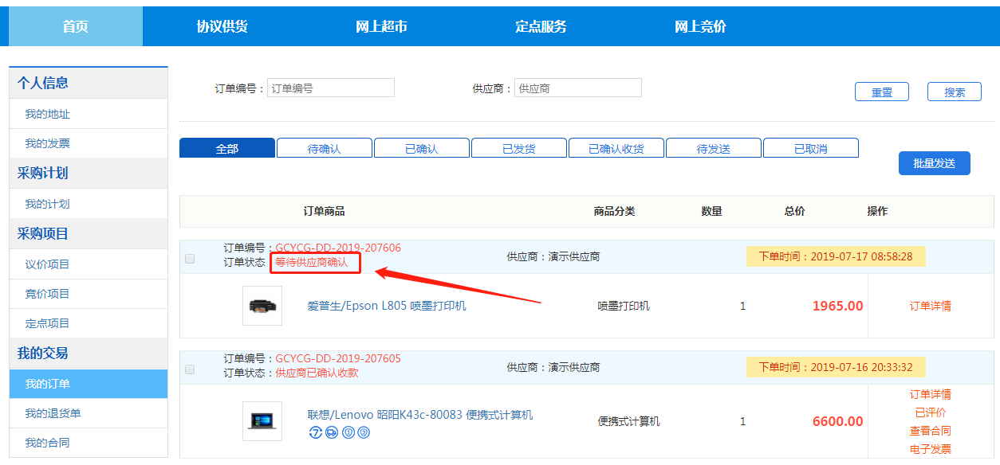 首页 协议供货 网上超市 定点服务 网上竞价
个人信息
我的地址
我的发票
采购计划
我的计划
采购项目
议价项目
竞价项目
定点项目
我的交易
我的订单
我的退货单
我的合同
订单编号： 订单编号 供应商： 供应商 重置 搜索
全部 待确认 已确认 已发货 已确认收货 待发送 已取消
批量发送
订单商品 商品分类 数量 总价 操作
订单编号：GCYCG-DD-2019-207606
订单状态 等待供应商确认
供应商：演示供应商
下单时间：2019-07-17 08:58:28
爱普生/Epson L805 喷墨打印机 喷墨打印机 1 1965.00 订单详情
订单编号：GCYCG-DD-2019-207605
订单状态：供应商已确认收款
供应商：演示供应商
下单时间：2019-07-16 20:33:32
联想/Lenovo 昭阳K43c-80083 便携式计算机 便携式计算机 1 6600.00
订单详情
已评价
查看合同
电子发票